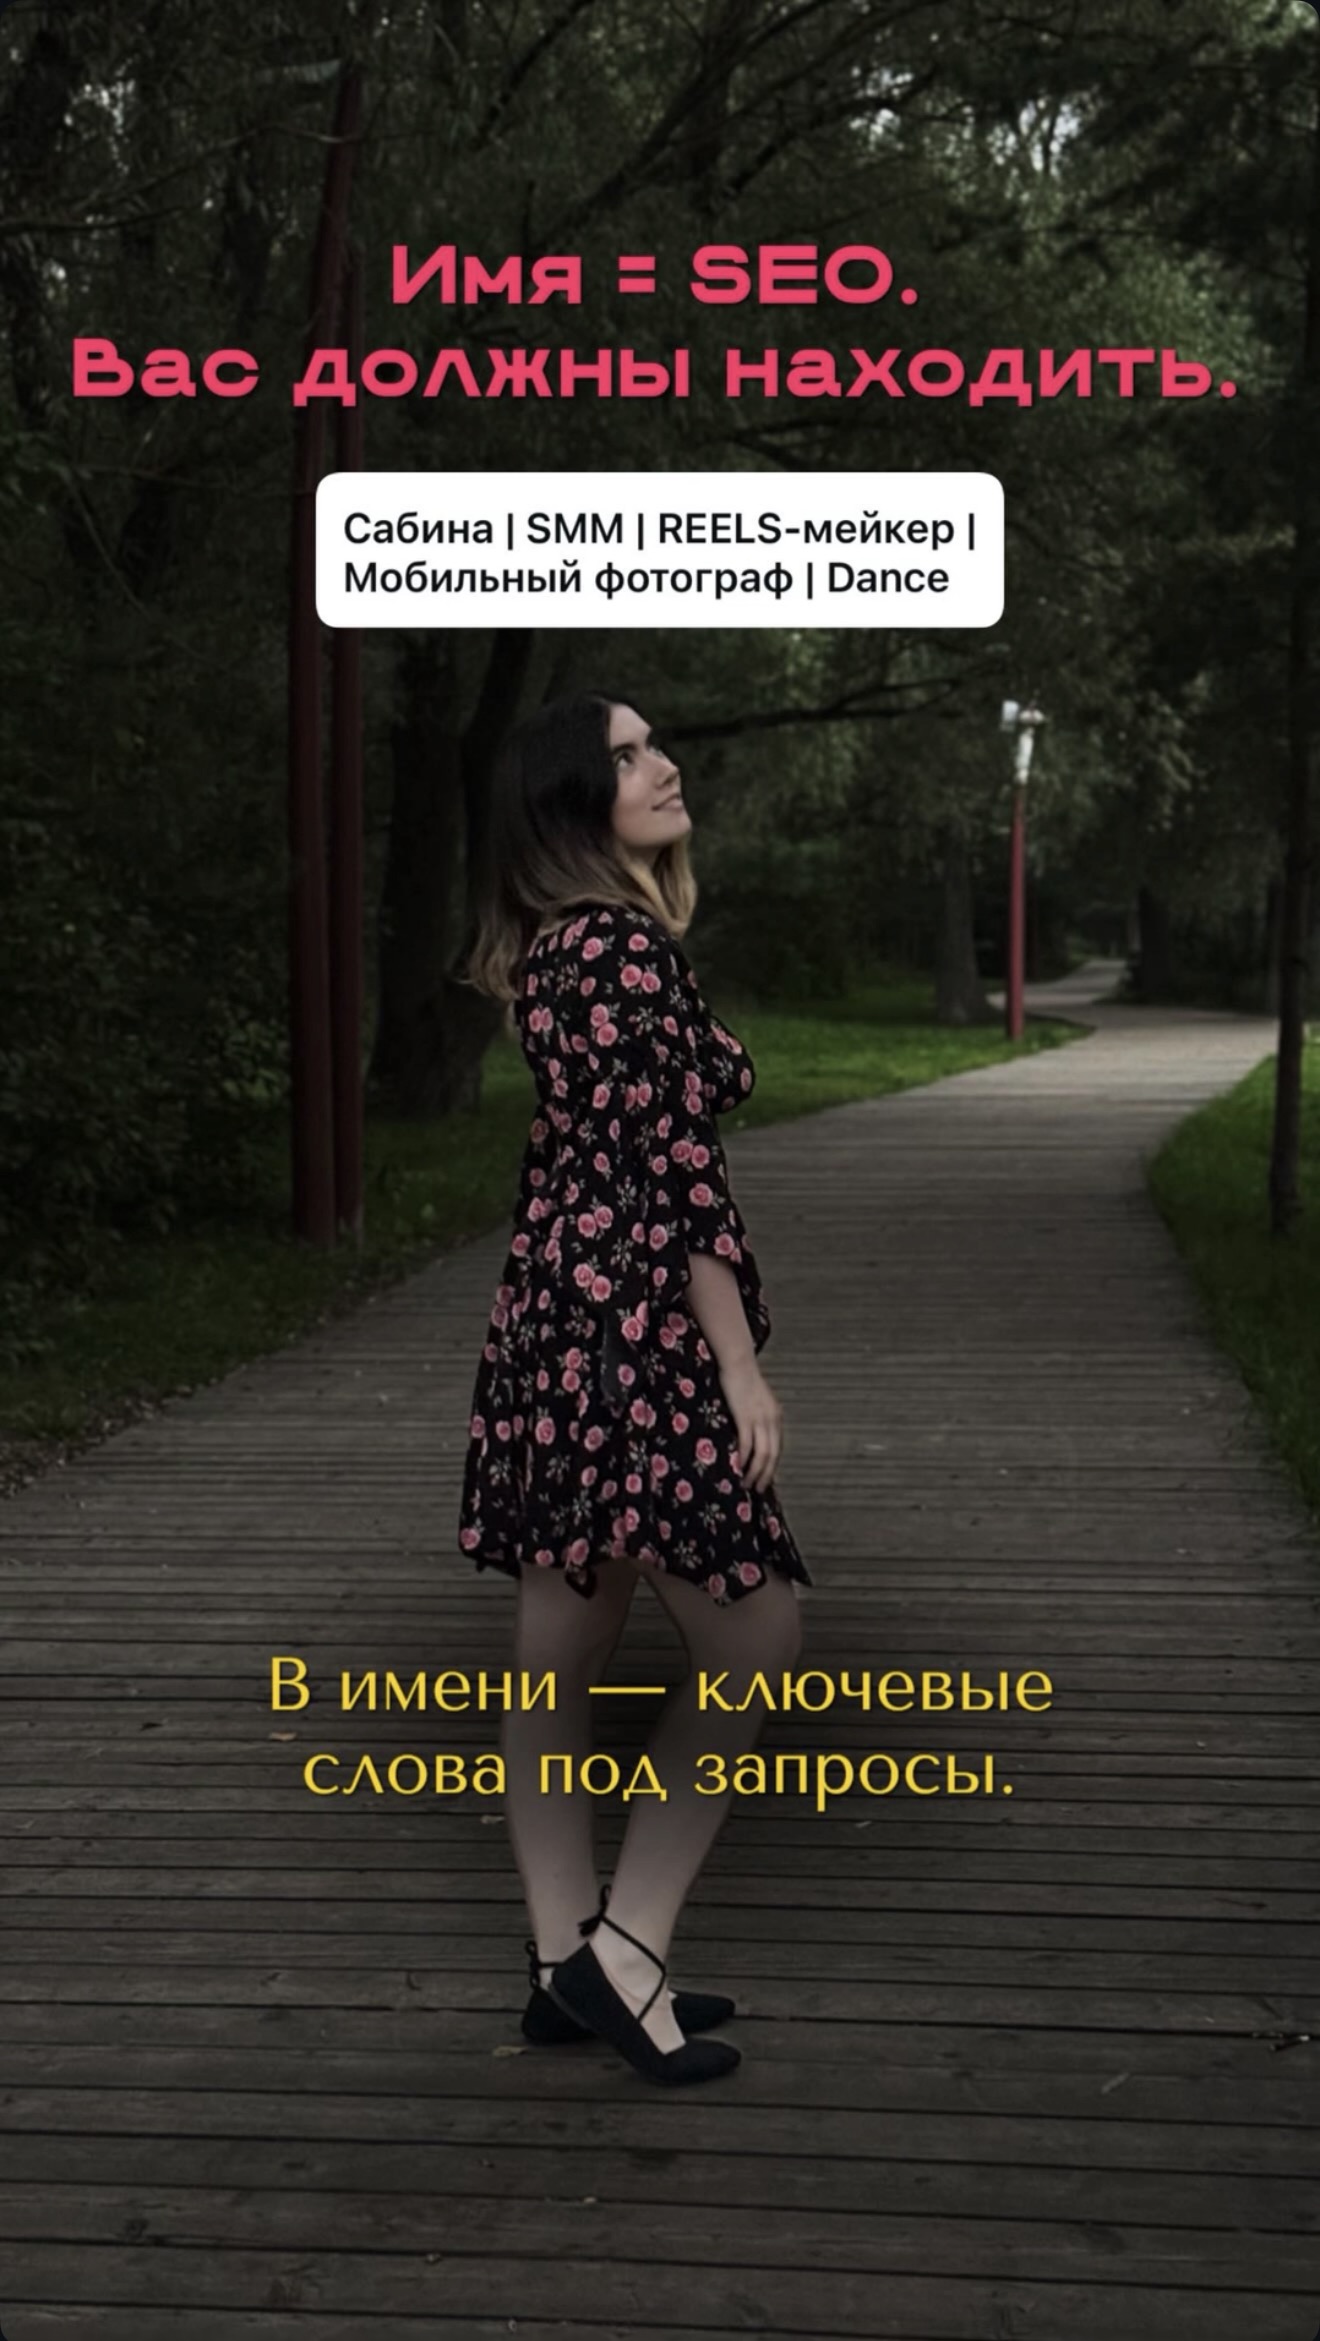 Имя = SEO.
Вас должны находить.
Сабина | SMM | REELS-мейкер |
Мобильный фотограф | Dance
В имени — ключевые
слова под запросы.